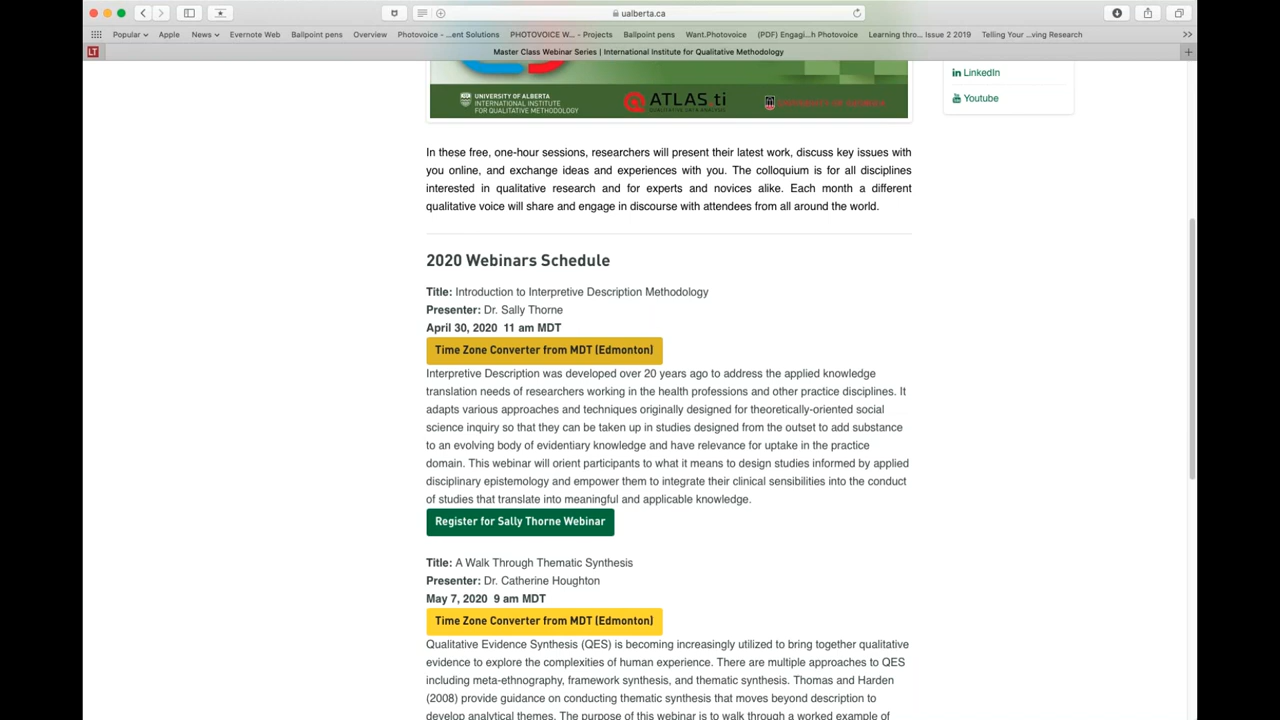 ualberta.ca
Popular Apple News Evernote Web Ballpoint pens Overview Photovoice - ...ent Solutions PHOTOVOICE W... - Projects Ballpoint pens Want.Photovoice (PDF) Engagi...h Photovoice Learning thro... Issue 2 2019 Telling Your ...ving Research
LT Master Class Webinar Series | International Institute for Qualitative Methodology
LinkedIn
Youtube
UNIVERSITY OF ALBERTA
INTERNATIONAL INSTITUTE
FOR QUALITATIVE METHODOLOGY
ATLAS.ti
QUALITATIVE DATA ANALYSIS
In these free, one-hour sessions, researchers will present their latest work, discuss key issues with
you online, and exchange ideas and experiences with you. The colloquium is for all disciplines
interested in qualitative research and for experts and novices alike. Each month a different
qualitative voice will share and engage in discourse with attendees from all around the world.
2020 Webinars Schedule
Title: Introduction to Interpretive Description Methodology
Presenter: Dr. Sally Thorne
April 30, 2020 11 am MDT
Time Zone Converter from MDT (Edmonton)
Interpretive Description was developed over 20 years ago to address the applied knowledge
translation needs of researchers working in the health professions and other practice disciplines. It
adapts various approaches and techniques originally designed for theoretically-oriented social
science inquiry so that they can be taken up in studies designed from the outset to add substance
to an evolving body of evidentiary knowledge and have relevance for uptake in the practice
domain. This webinar will orient participants to what it means to design studies informed by applied
disciplinary epistemology and empower them to integrate their clinical sensibilities into the conduct
of studies that translate into meaningful and applicable knowledge.
Register for Sally Thorne Webinar
Title: A Walk Through Thematic Synthesis
Presenter: Dr. Catherine Houghton
May 7, 2020 9 am MDT
Time Zone Converter from MDT (Edmonton)
Qualitative Evidence Synthesis (QES) is becoming increasingly utilized to bring together qualitative
evidence to explore the complexities of human experience. There are multiple approaches to QES
including meta-ethnography, framework synthesis, and thematic synthesis. Thomas and Harden
(2008) provide guidance on conducting thematic synthesis that moves beyond description to
develop analytical themes. The purpose of this webinar is to walk through a worked example of